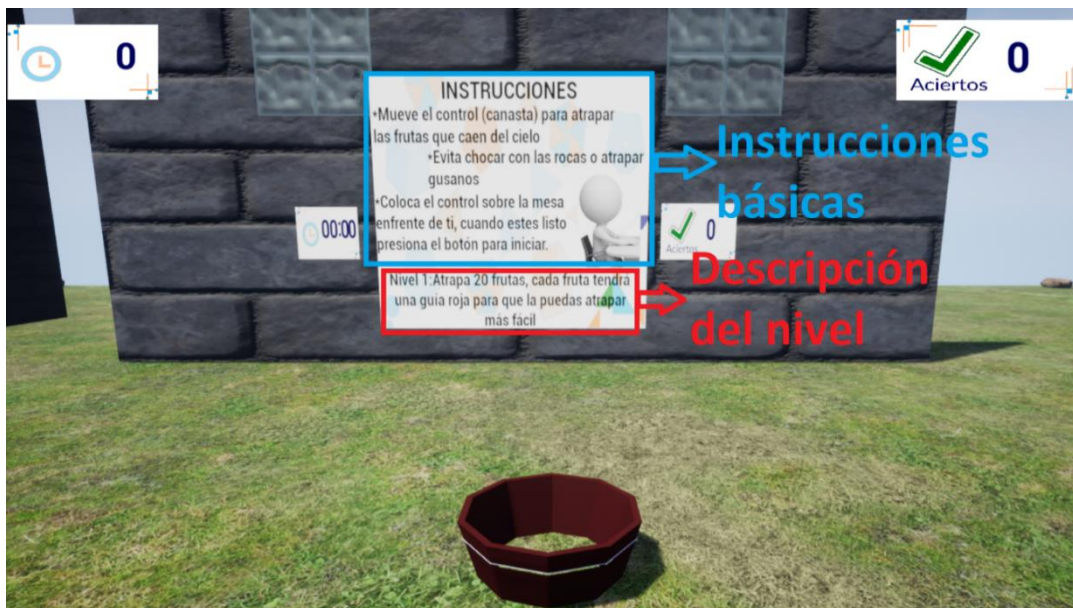 0
0
Aciertos
INSTRUCCIONES
*Mueve el control (canasta) para atrapar
las frutas que caen del cielo
*Evita chocar con las rocas o atrapar
gusanos
*Coloca el control sobre la mesa
enfrente de ti, cuando estes listo
presiona el botón para iniciar.
Instrucciones
básicas
00:00
0
Aciertos
Nivel 1:Atrapa 20 frutas, cada fruta tendrá
una guia roja para que la puedas atrapar
más fácil
Descripción
del nivel